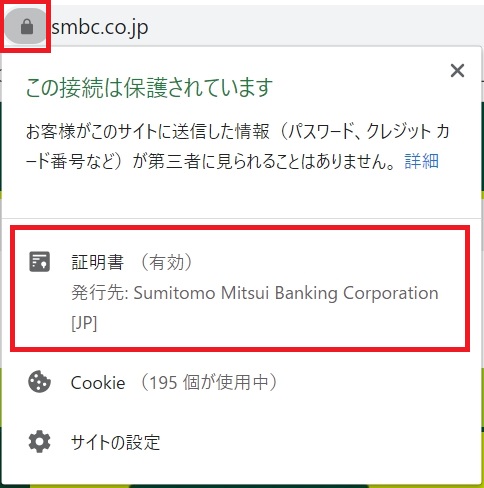 smbc.co.jp
この接続は保護されています
お客様がこのサイトに送信した情報（パスワード、クレジット カ
ード番号など）が第三者に見られることはありません。 詳細
証明書 （有効）
発行先: Sumitomo Mitsui Banking Corporation
[JP]
Cookie （195 個が使用中）
サイトの設定